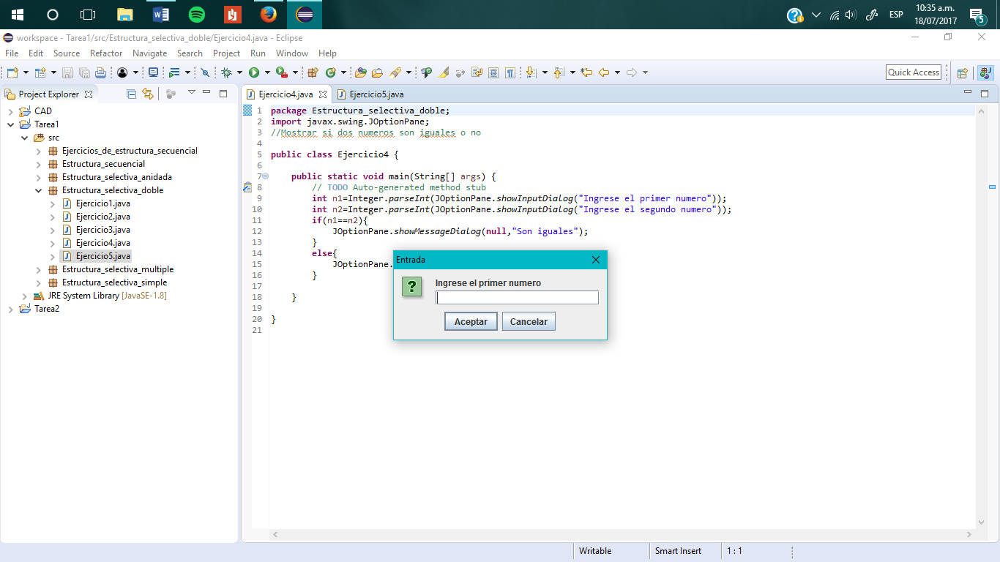 ESP
10:35 a.m.
18/07/2017
5
workspace - Tarea1/src/Estructura_selectiva_doble/Ejercicio4.java - Eclipse
File Edit Source Refactor Navigate Search Project Run Window Help
Quick Access
Project Explorer
CAD
Tarea1
src
Ejercicios_de_estructura_secuencial
Estructura_secuencial
Estructura_selectiva_anidada
Estructura_selectiva_doble
Ejercicio1.java
Ejercicio2.java
Ejercicio3.java
Ejercicio4.java
Ejercicio5.java
Estructura_selectiva_multiple
Estructura_selectiva_simple
JRE System Library [JavaSE-1.8]
Tarea2
Ejercicio4.java Ejercicio5.java
1 package Estructura_selectiva_doble;
2 import javax.swing.JOptionPane;
3 //Mostrar si dos numeros son iguales o no
4
5 public class Ejercicio4 {
6
7 public static void main(String[] args) {
8 // TODO Auto-generated method stub
9 int n1=Integer.parseInt(JOptionPane.showInputDialog("Ingrese el primer numero"));
10 int n2=Integer.parseInt(JOptionPane.showInputDialog("Ingrese el segundo numero"));
11 if(n1==n2){
12 JOptionPane.showMessageDialog(null,"Son iguales");
13 }
14 else{
15 JOptionPane.
16 }
17
18 }
19
20 }
21
Entrada
Ingrese el primer numero
Aceptar Cancelar
Writable Smart Insert 1 : 1